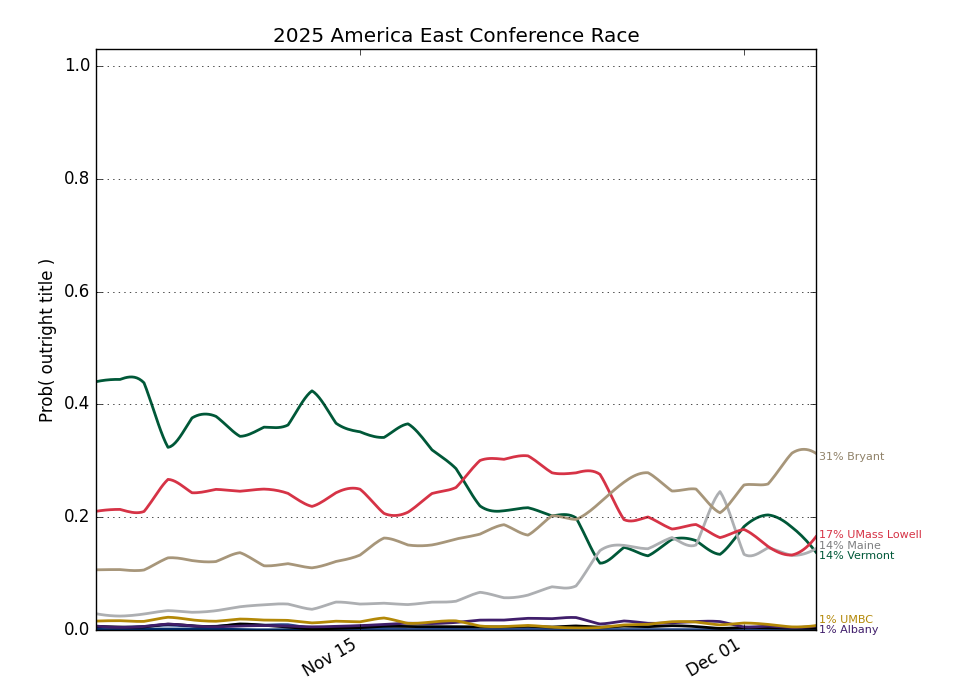 2025 America East Conference Race
Prob( outright title )
1.0
0.8
0.6
0.4
0.2
0.0
Nov 15
Dec 01
31% Bryant
17% UMass Lowell
14% Maine
14% Vermont
1% UMBC
1% Albany